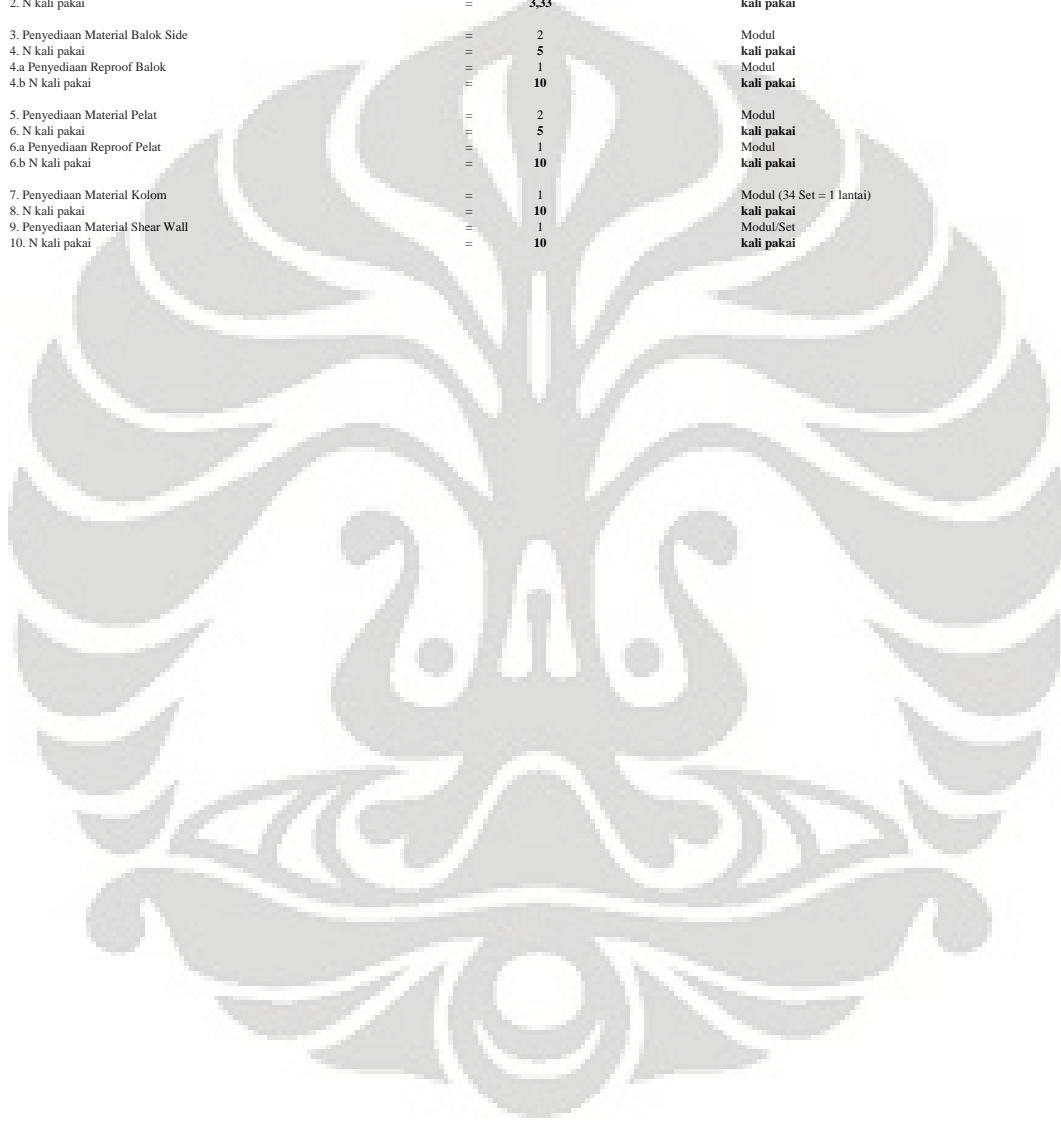 2. N kali pakai = 3,33 kali pakai
3. Penyediaan Material Balok Side = 2 Modul
4. N kali pakai = 5 kali pakai
4.a Penyediaan Reproof Balok = 1 Modul
4.b N kali pakai = 10 kali pakai
5. Penyediaan Material Pelat = 2 Modul
6. N kali pakai = 5 kali pakai
6.a Penyediaan Reproof Pelat = 1 Modul
6.b N kali pakai = 10 kali pakai
7. Penyediaan Material Kolom = 1 Modul (34 Set = 1 lantai)
8. N kali pakai = 10 kali pakai
9. Penyediaan Material Shear Wall = 1 Modul/Set
10. N kali pakai = 10 kali pakai